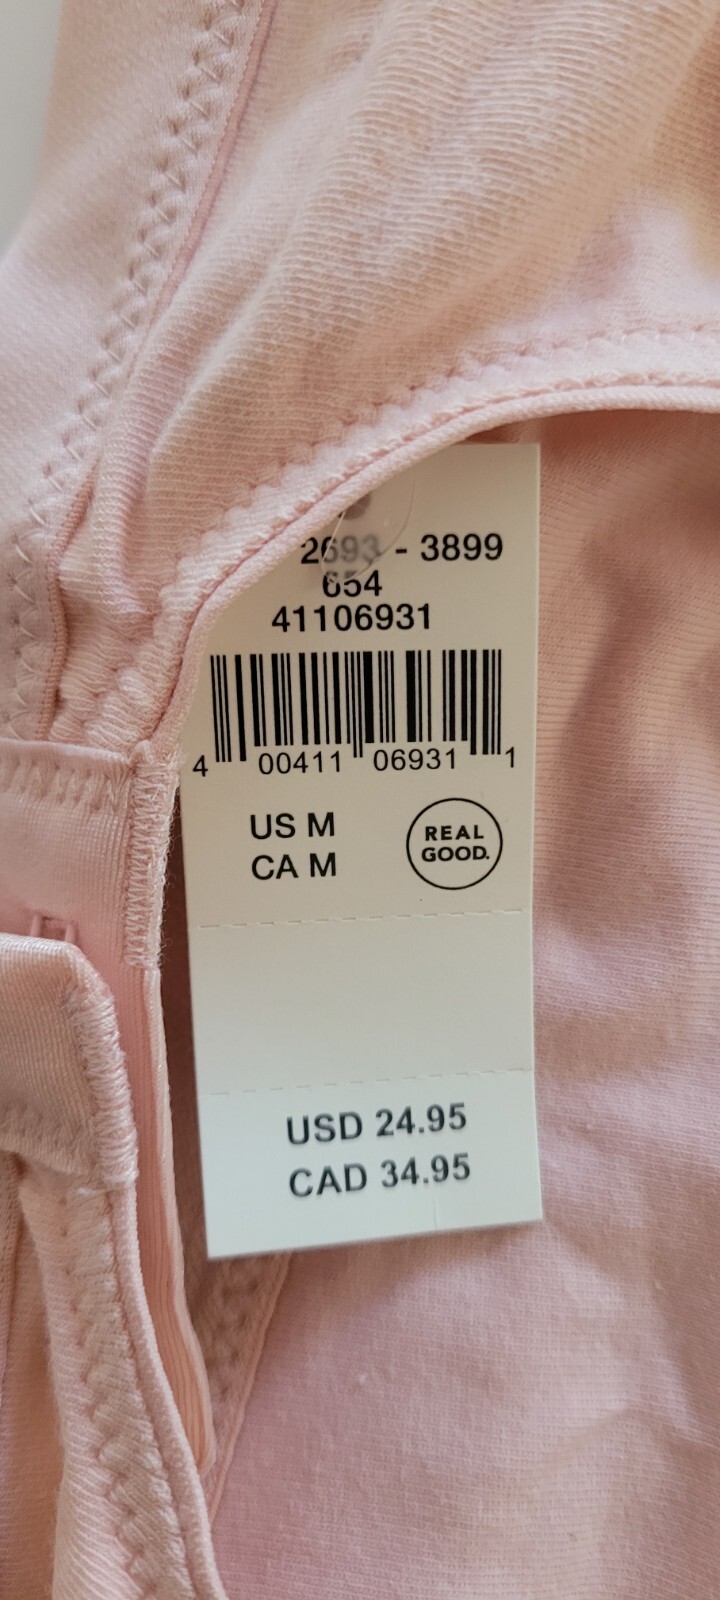 2693 - 3899
654
41106931
4 00411 06931 1
US M
CA M
REAL
GOOD.
USD 24.95
CAD 34.95